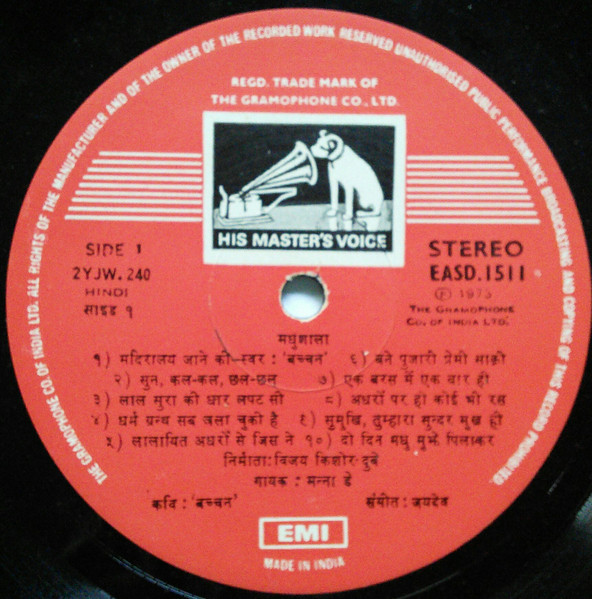 THE GRAMOPHONE CO. OF INDIA LTD. ALL RIGHTS OF THE MANUFACTURER AND OF THE OWNER OF THE RECORDED WORK RESERVED UNAUTHORISED PUBLIC PERFORMANCE BROADCASTING AND COPYING OF THIS RECORD PROHIBITED.
REGD. TRADE MARK OF
THE GRAMOPHONE CO., LTD.
HIS MASTER'S VOICE
SIDE 1
2YJW. 240
HINDI
साइड १
STEREO
EASD. 1511
Ⓟ 1973
THE GRAMOPHONE
CO. OF INDIA LTD.
मधुशाला
१) मदिरालय जाने को-स्वर : 'बच्चन'
६) बने पुजारी प्रेमी साक़ी
२) सुन, कल-कल, छल-छल
७) एक बरस में एक बार ही
३) लाल सुरा की धार लपट सी
८) अधरों पर हो कोई भी रस
४) धर्म ग्रन्थ सब जला चुकी है
९) सुमुखि, तुम्हारा सुन्दर मुख ही
५) लालायित अधरों से जिस ने
१०) दो दिन मधु मुझे पिलाकर
निर्माता : विजय किशोर दुबे
गायक : मन्ना डे
कवि : 'बच्चन'
संगीत : जयदेव
EMI
MADE IN INDIA